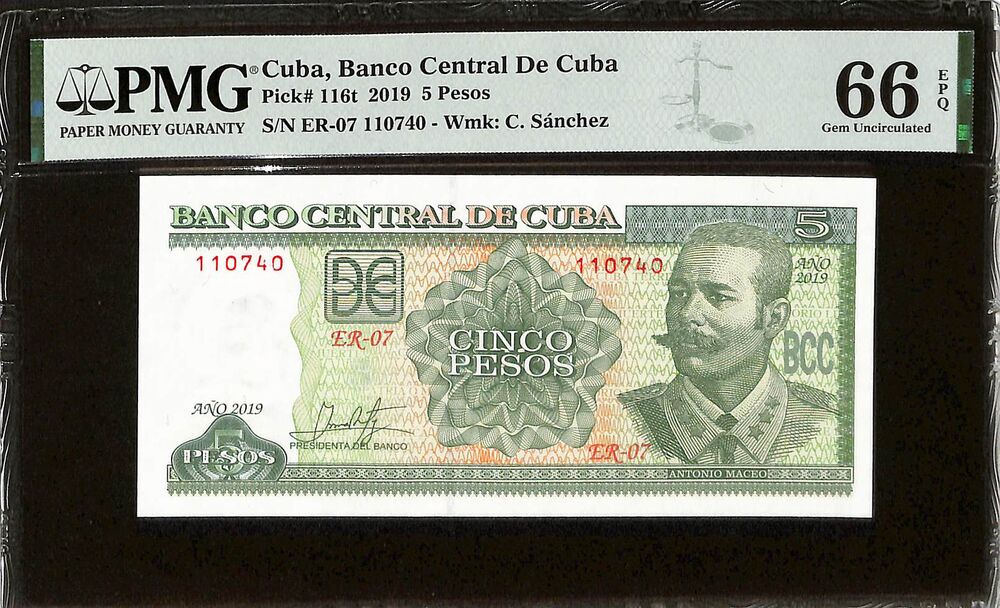 PMG®
PAPER MONEY GUARANTY
Cuba, Banco Central De Cuba
Pick# 116t 2019 5 Pesos
S/N ER-07 110740 - Wmk: C. Sánchez
66
EPQ
Gem Uncirculated
BANCO CENTRAL DE CUBA
5
110740
110740
AÑO
2019
ER-07
CINCO
PESOS
BCC
AÑO 2019
PRESIDENTA DEL BANCO
5
PESOS
ER-07
ANTONIO MACEO